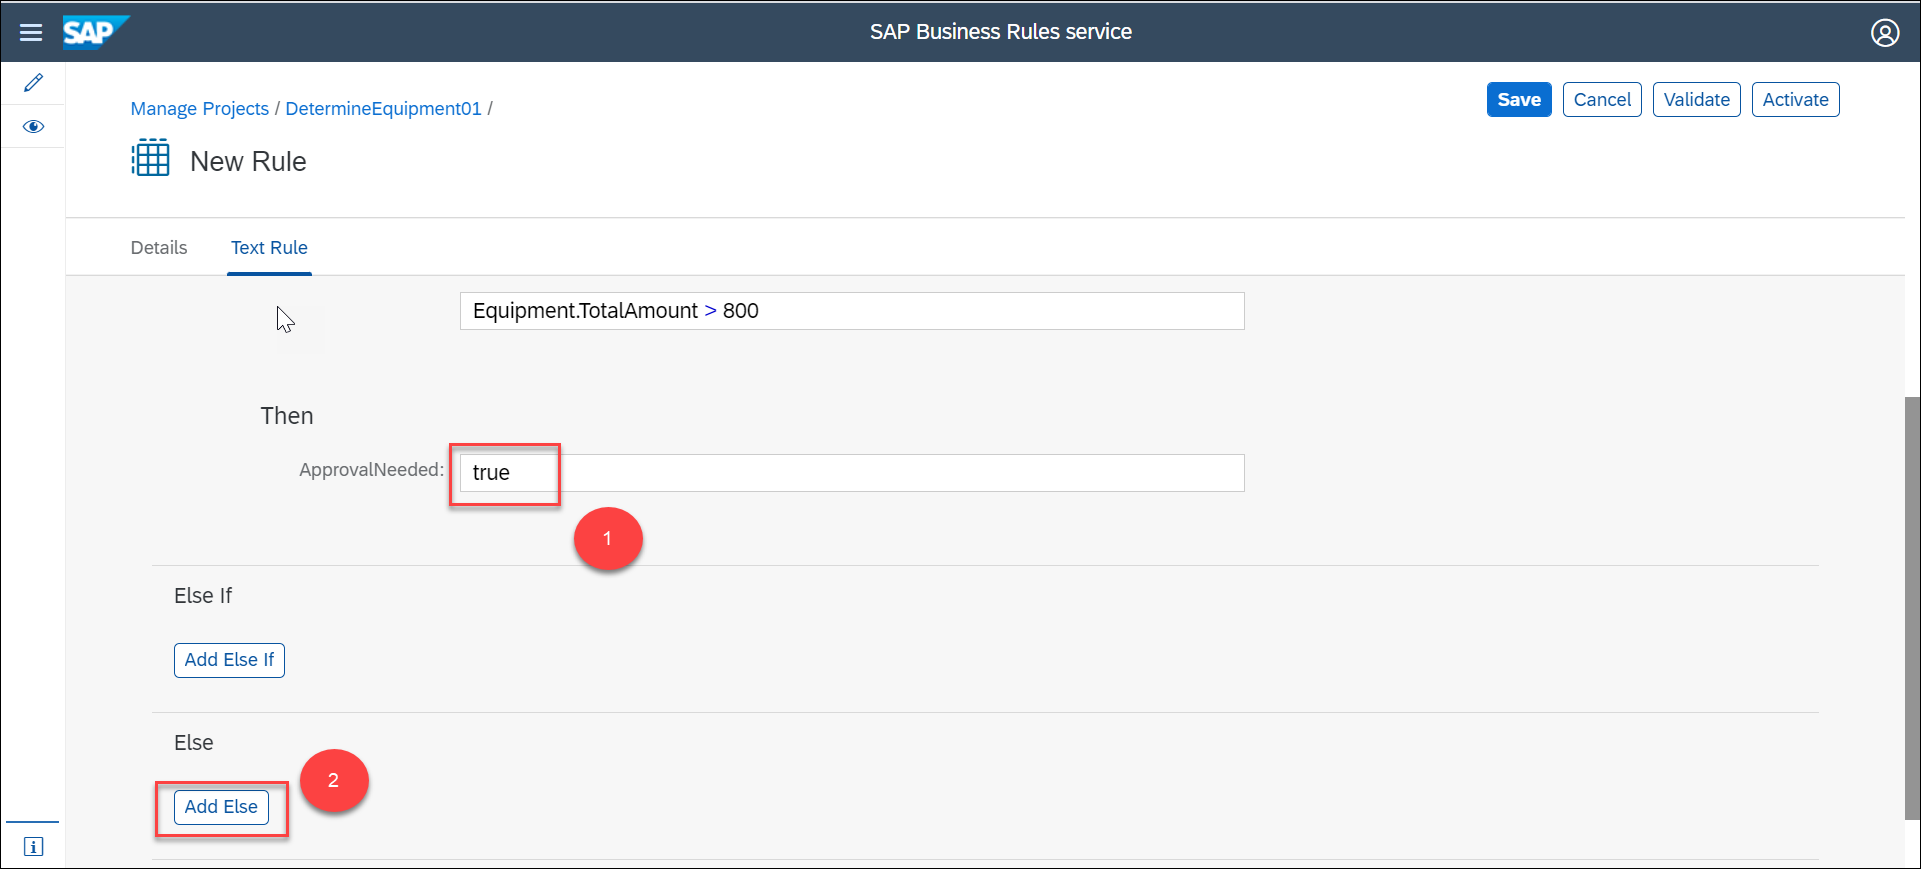 SAP
SAP Business Rules service
Manage Projects / DetermineEquipment01 /
Save
Cancel
Validate
Activate
New Rule
Details
Text Rule
Equipment.TotalAmount > 800
Then
ApprovalNeeded:
true
1
Else If
Add Else If
Else
2
Add Else
i